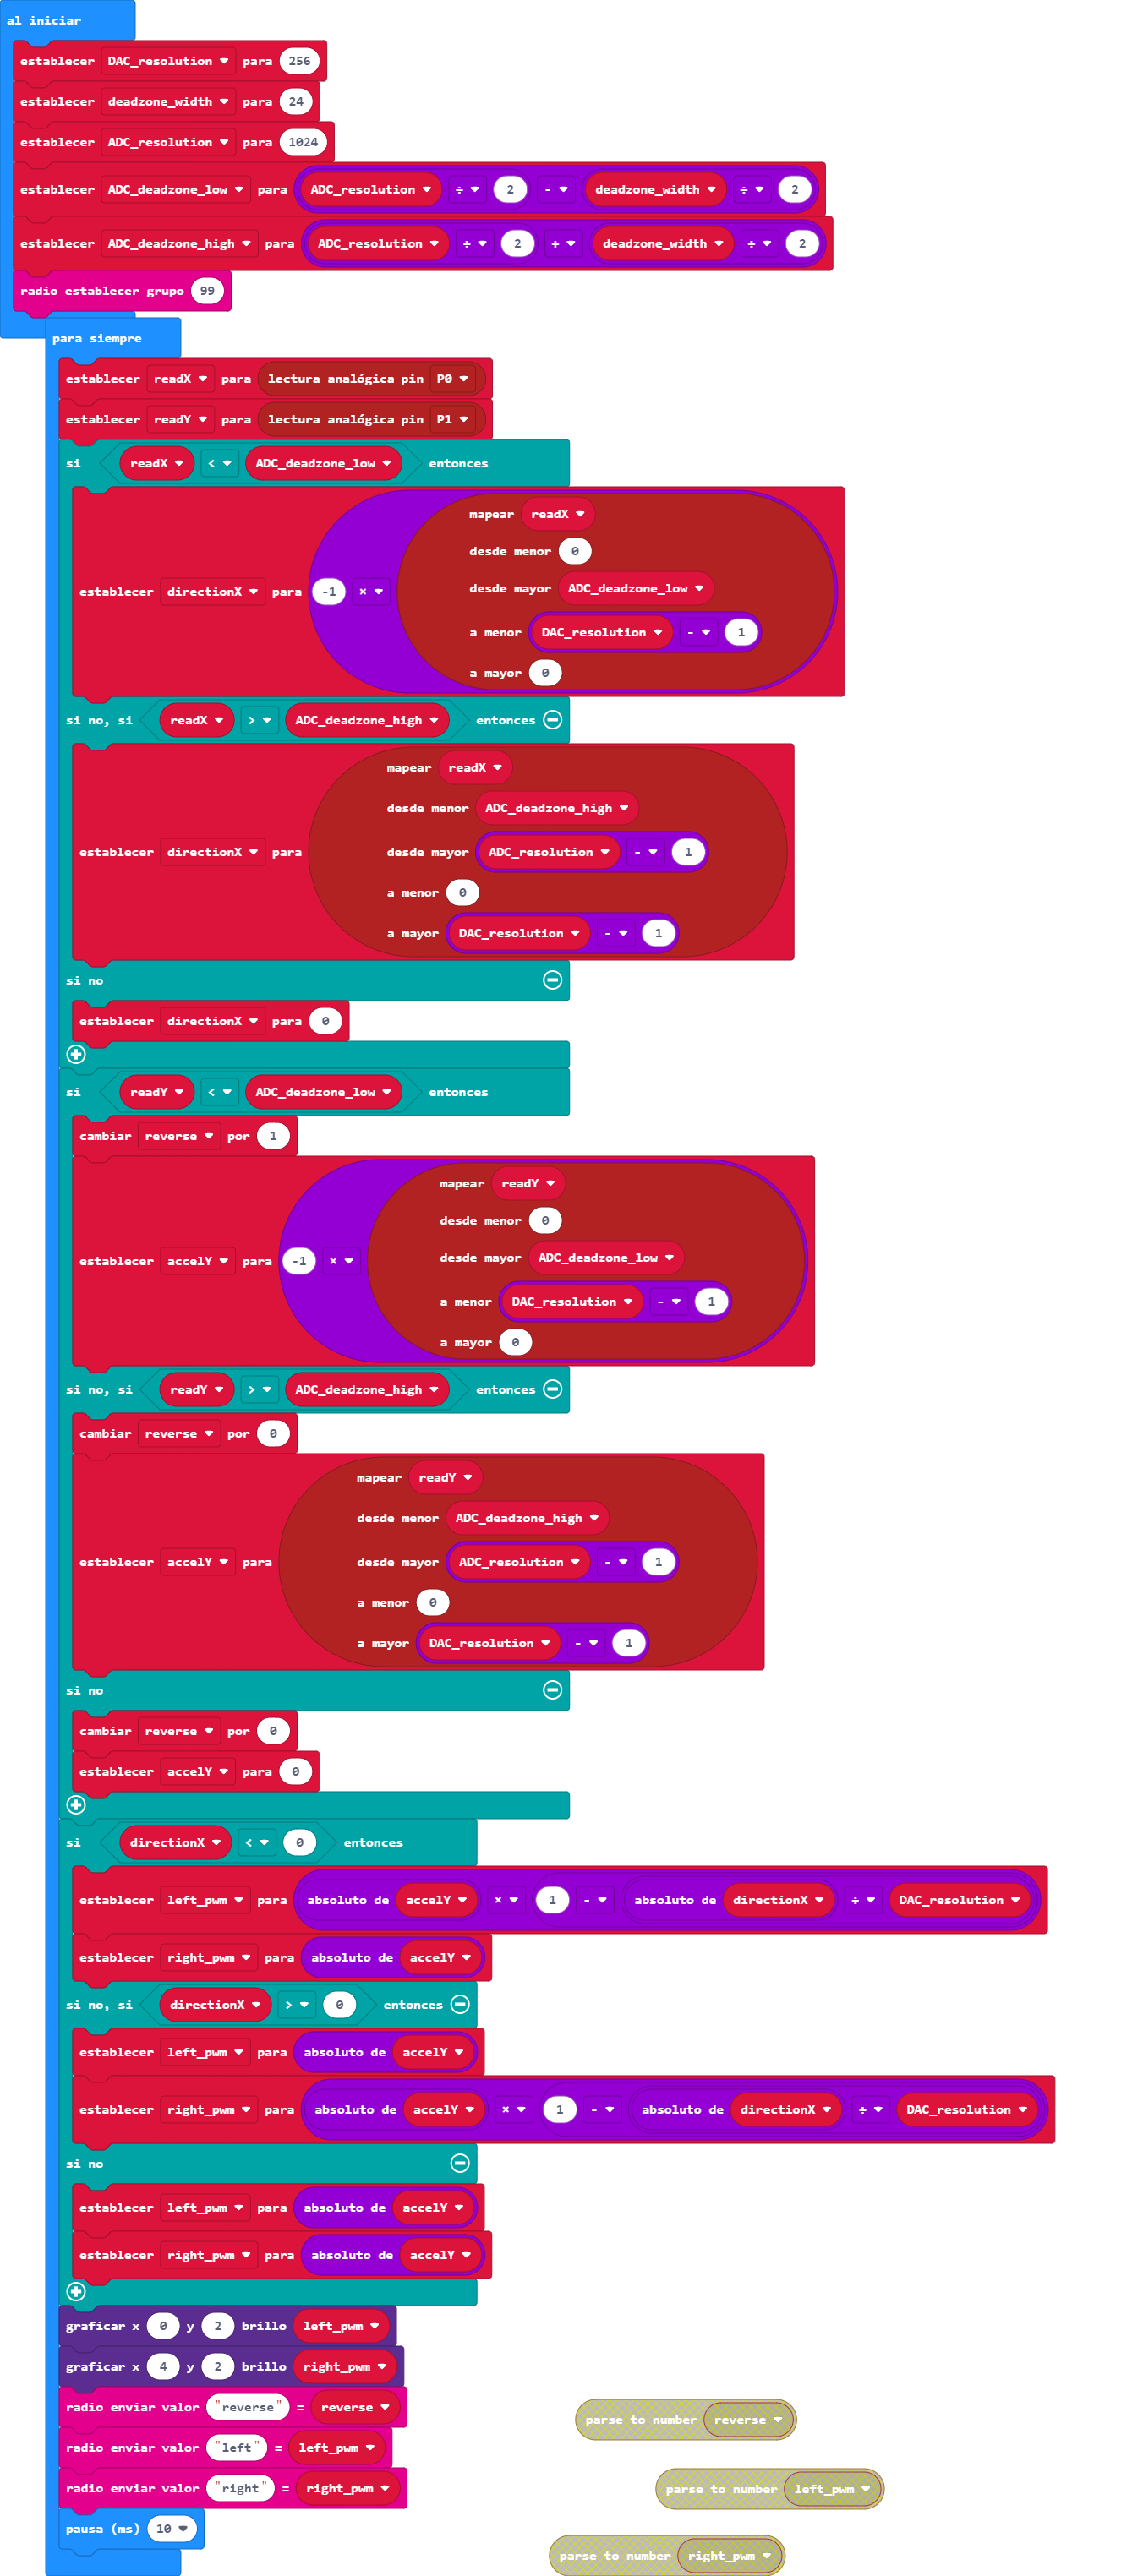 al iniciar
establecer DAC_resolution para 256
establecer deadzone_width para 24
establecer ADC_resolution para 1024
establecer ADC_deadzone_low para ADC_resolution ÷ 2 - deadzone_width ÷ 2
establecer ADC_deadzone_high para ADC_resolution ÷ 2 + deadzone_width ÷ 2
radio establecer grupo 99
para siempre
establecer readX para lectura analógica pin P0
establecer readY para lectura analógica pin P1
si readX < ADC_deadzone_low entonces
mapear readX
desde menor 0
desde mayor ADC_deadzone_low
establecer directionX para -1 ×
a menor DAC_resolution - 1
a mayor 0
si no, si readX > ADC_deadzone_high entonces
mapear readX
desde menor ADC_deadzone_high
establecer directionX para desde mayor ADC_resolution - 1
a menor 0
a mayor DAC_resolution - 1
si no
establecer directionX para 0
si readY < ADC_deadzone_low entonces
cambiar reverse por 1
mapear readY
desde menor 0
desde mayor ADC_deadzone_low
establecer accelY para -1 ×
a menor DAC_resolution - 1
a mayor 0
si no, si readY > ADC_deadzone_high entonces
cambiar reverse por 0
mapear readY
desde menor ADC_deadzone_high
establecer accelY para desde mayor ADC_resolution - 1
a menor 0
a mayor DAC_resolution - 1
si no
cambiar reverse por 0
establecer accelY para 0
si directionX < 0 entonces
establecer left_pwm para absoluto de accelY × 1 - absoluto de directionX ÷ DAC_resolution
establecer right_pwm para absoluto de accelY
si no, si directionX > 0 entonces
establecer left_pwm para absoluto de accelY
establecer right_pwm para absoluto de accelY × 1 - absoluto de directionX ÷ DAC_resolution
si no
establecer left_pwm para absoluto de accelY
establecer right_pwm para absoluto de accelY
graficar x 0 y 2 brillo left_pwm
graficar x 4 y 2 brillo right_pwm
radio enviar valor "reverse" = reverse
parse to number reverse
radio enviar valor "left" = left_pwm
radio enviar valor "right" = right_pwm
parse to number left_pwm
pausa (ms) 10
parse to number right_pwm